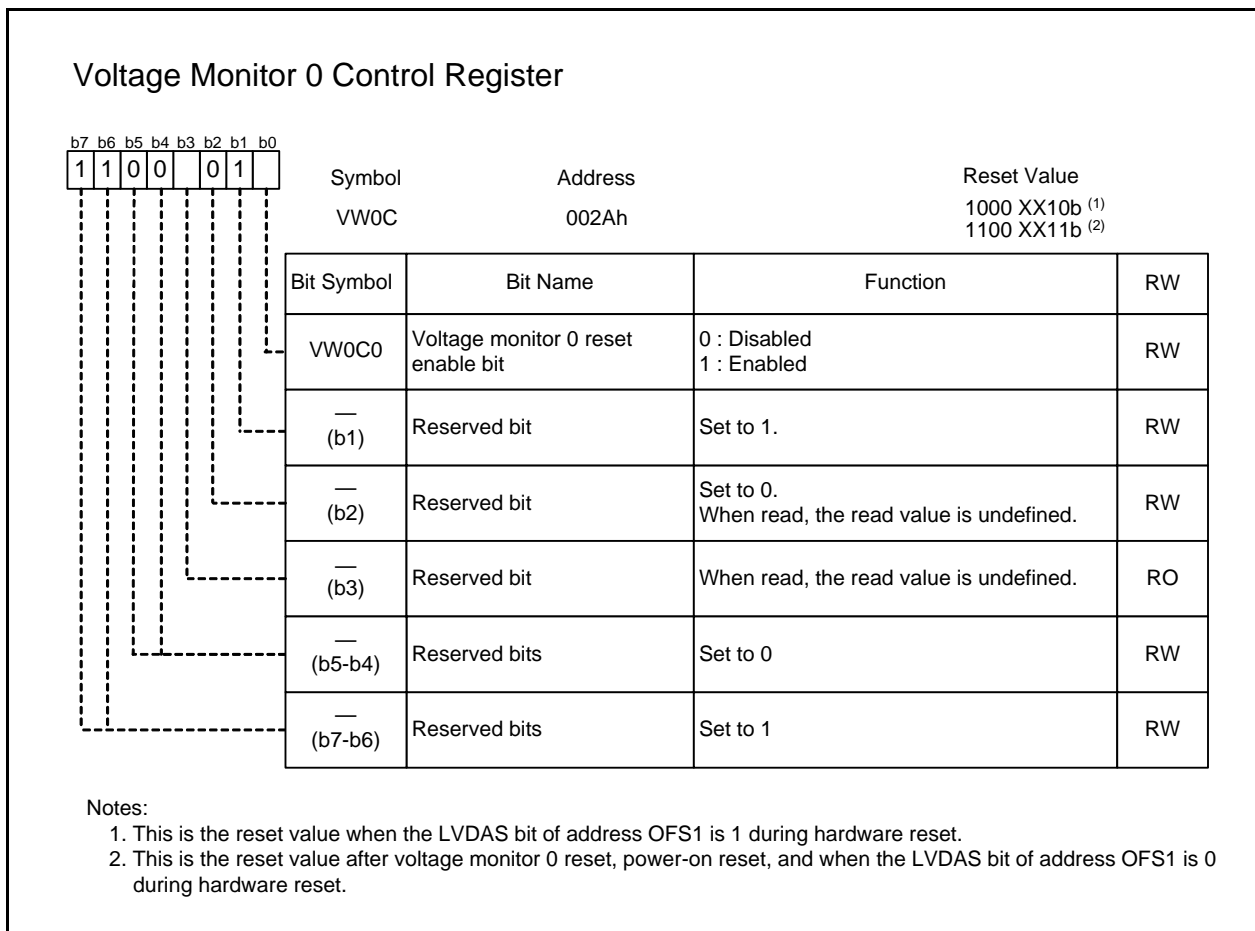 Voltage Monitor 0 Control Register
b7 b6 b5 b4 b3 b2 b1 b0
1 1 0 0 0 1
Symbol Address Reset Value
VW0C 002Ah 1000 XX10b (1)
1100 XX11b (2)
Bit Symbol Bit Name Function RW
VW0C0 Voltage monitor 0 reset enable bit 0 : Disabled
1 : Enabled RW
—
(b1) Reserved bit Set to 1. RW
—
(b2) Reserved bit Set to 0.
When read, the read value is undefined. RW
—
(b3) Reserved bit When read, the read value is undefined. RO
—
(b5-b4) Reserved bits Set to 0 RW
—
(b7-b6) Reserved bits Set to 1 RW
Notes:
1. This is the reset value when the LVDAS bit of address OFS1 is 1 during hardware reset.
2. This is the reset value after voltage monitor 0 reset, power-on reset, and when the LVDAS bit of address OFS1 is 0
during hardware reset.